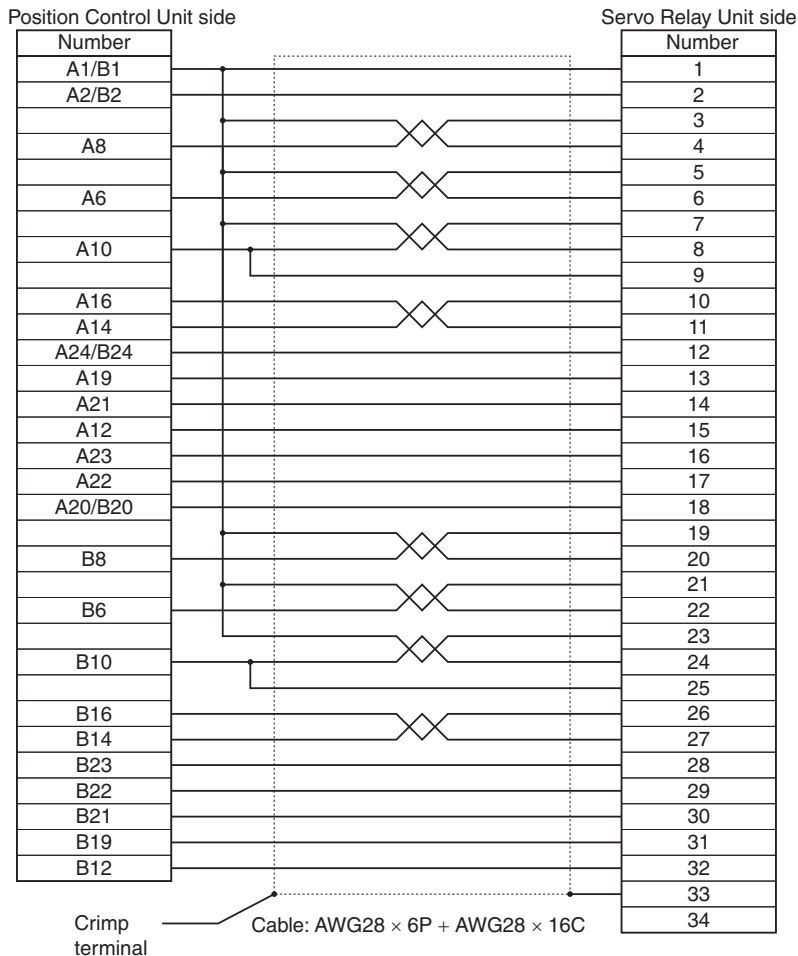 Position Control Unit side Servo Relay Unit side
Number Number
A1/B1 1
A2/B2 2
3
A8 4
5
A6 6
7
A10 8
9
A16 10
A14 11
A24/B24 12
A19 13
A21 14
A12 15
A23 16
A22 17
A20/B20 18
19
B8 20
21
B6 22
23
B10 24
25
B16 26
B14 27
B23 28
B22 29
B21 30
B19 31
B12 32
33
34
Crimp
terminal
Cable: AWG28 × 6P + AWG28 × 16C